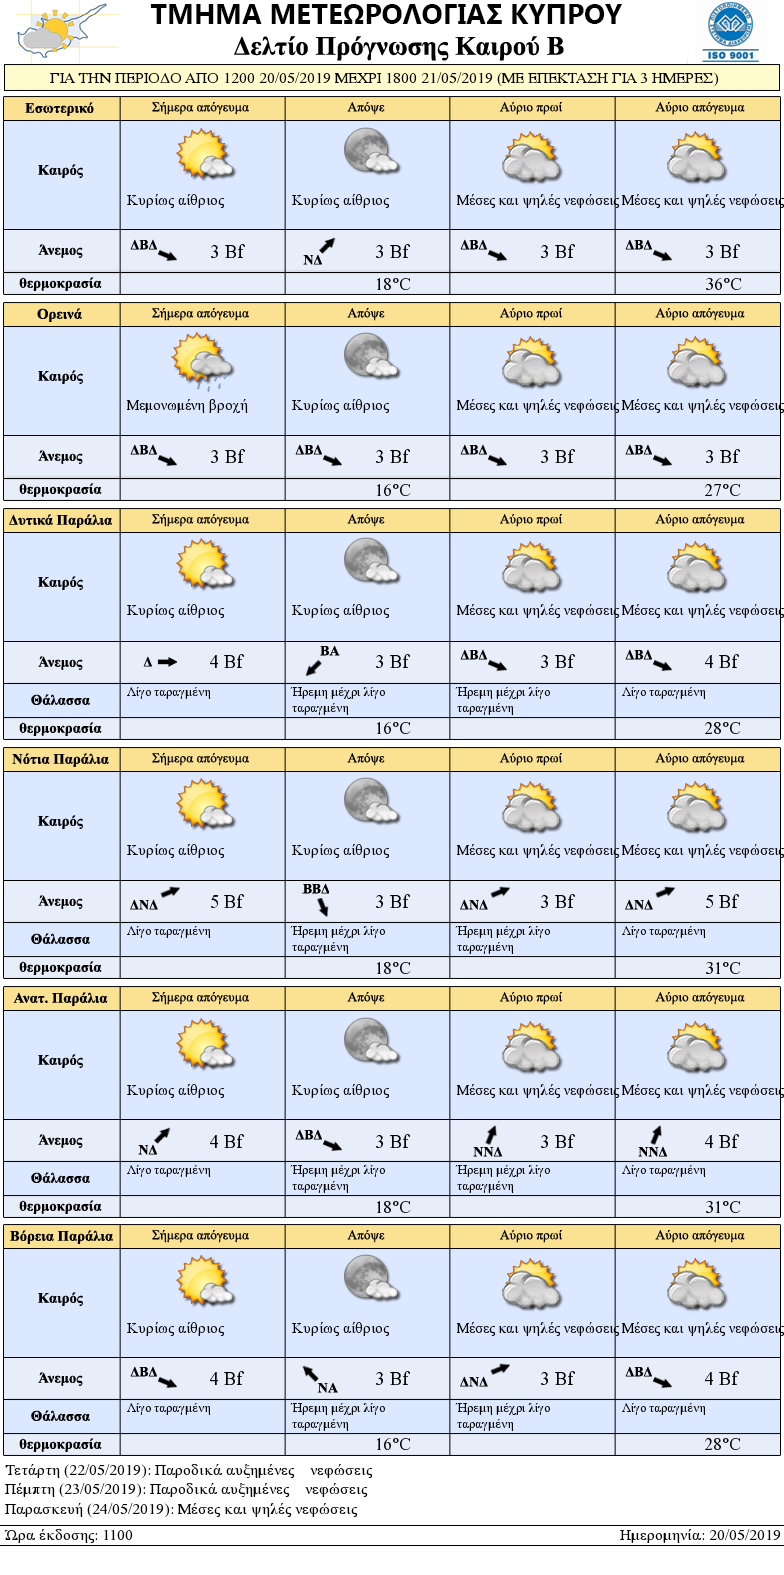 ΤΜΗΜΑ ΜΕΤΕΩΡΟΛΟΓΙΑΣ ΚΥΠΡΟΥ
Δελτίο Πρόγνωσης Καιρού Β
ISO 9001
ΓΙΑ ΤΗΝ ΠΕΡΙΟΔΟ ΑΠΟ 1200 20/05/2019 ΜΕΧΡΙ 1800 21/05/2019 (ΜΕ ΕΠΕΚΤΑΣΗ ΓΙΑ 3 ΗΜΕΡΕΣ)
Εσωτερικό Σήμερα απόγευμα Απόψε Αύριο πρωί Αύριο απόγευμα
Καιρός
Κυρίως αίθριος Κυρίως αίθριος Μέσες και ψηλές νεφώσεις Μέσες και ψηλές νεφώσεις
Άνεμος ΔΒΔ 3 Bf ΝΔ 3 Bf ΔΒΔ 3 Bf ΔΒΔ 3 Bf
θερμοκρασία 18°C 36°C
Ορεινά Σήμερα απόγευμα Απόψε Αύριο πρωί Αύριο απόγευμα
Καιρός
Μεμονωμένη βροχή Κυρίως αίθριος Μέσες και ψηλές νεφώσεις Μέσες και ψηλές νεφώσεις
Άνεμος ΔΒΔ 3 Bf ΔΒΔ 3 Bf ΔΒΔ 3 Bf ΔΒΔ 3 Bf
θερμοκρασία 16°C 27°C
Δυτικά Παράλια Σήμερα απόγευμα Απόψε Αύριο πρωί Αύριο απόγευμα
Καιρός
Κυρίως αίθριος Κυρίως αίθριος Μέσες και ψηλές νεφώσεις Μέσες και ψηλές νεφώσεις
Άνεμος Δ 4 Bf ΒΑ 3 Bf ΔΒΔ 3 Bf ΔΒΔ 4 Bf
Θάλασσα Λίγο ταραγμένη Ήρεμη μέχρι λίγο ταραγμένη Ήρεμη μέχρι λίγο ταραγμένη Λίγο ταραγμένη
θερμοκρασία 16°C 28°C
Νότια Παράλια Σήμερα απόγευμα Απόψε Αύριο πρωί Αύριο απόγευμα
Καιρός
Κυρίως αίθριος Κυρίως αίθριος Μέσες και ψηλές νεφώσεις Μέσες και ψηλές νεφώσεις
Άνεμος ΔΝΔ 5 Bf ΒΒΔ 3 Bf ΔΝΔ 3 Bf ΔΝΔ 5 Bf
Θάλασσα Λίγο ταραγμένη Ήρεμη μέχρι λίγο ταραγμένη Ήρεμη μέχρι λίγο ταραγμένη Λίγο ταραγμένη
θερμοκρασία 18°C 31°C
Ανατ. Παράλια Σήμερα απόγευμα Απόψε Αύριο πρωί Αύριο απόγευμα
Καιρός
Κυρίως αίθριος Κυρίως αίθριος Μέσες και ψηλές νεφώσεις Μέσες και ψηλές νεφώσεις
Άνεμος ΝΔ 4 Bf ΔΒΔ 3 Bf ΝΝΔ 3 Bf ΝΝΔ 4 Bf
Θάλασσα Λίγο ταραγμένη Ήρεμη μέχρι λίγο ταραγμένη Ήρεμη μέχρι λίγο ταραγμένη Λίγο ταραγμένη
θερμοκρασία 18°C 31°C
Βόρεια Παράλια Σήμερα απόγευμα Απόψε Αύριο πρωί Αύριο απόγευμα
Καιρός
Κυρίως αίθριος Κυρίως αίθριος Μέσες και ψηλές νεφώσεις Μέσες και ψηλές νεφώσεις
Άνεμος ΔΒΔ 4 Bf ΝΑ 3 Bf ΔΝΔ 3 Bf ΔΒΔ 4 Bf
Θάλασσα Λίγο ταραγμένη Ήρεμη μέχρι λίγο ταραγμένη Ήρεμη μέχρι λίγο ταραγμένη Λίγο ταραγμένη
θερμοκρασία 16°C 28°C
Τετάρτη (22/05/2019): Παροδικά αυξημένες νεφώσεις
Πέμπτη (23/05/2019): Παροδικά αυξημένες νεφώσεις
Παρασκευή (24/05/2019): Μέσες και ψηλές νεφώσεις
Ώρα έκδοσης: 1100 Ημερομηνία: 20/05/2019